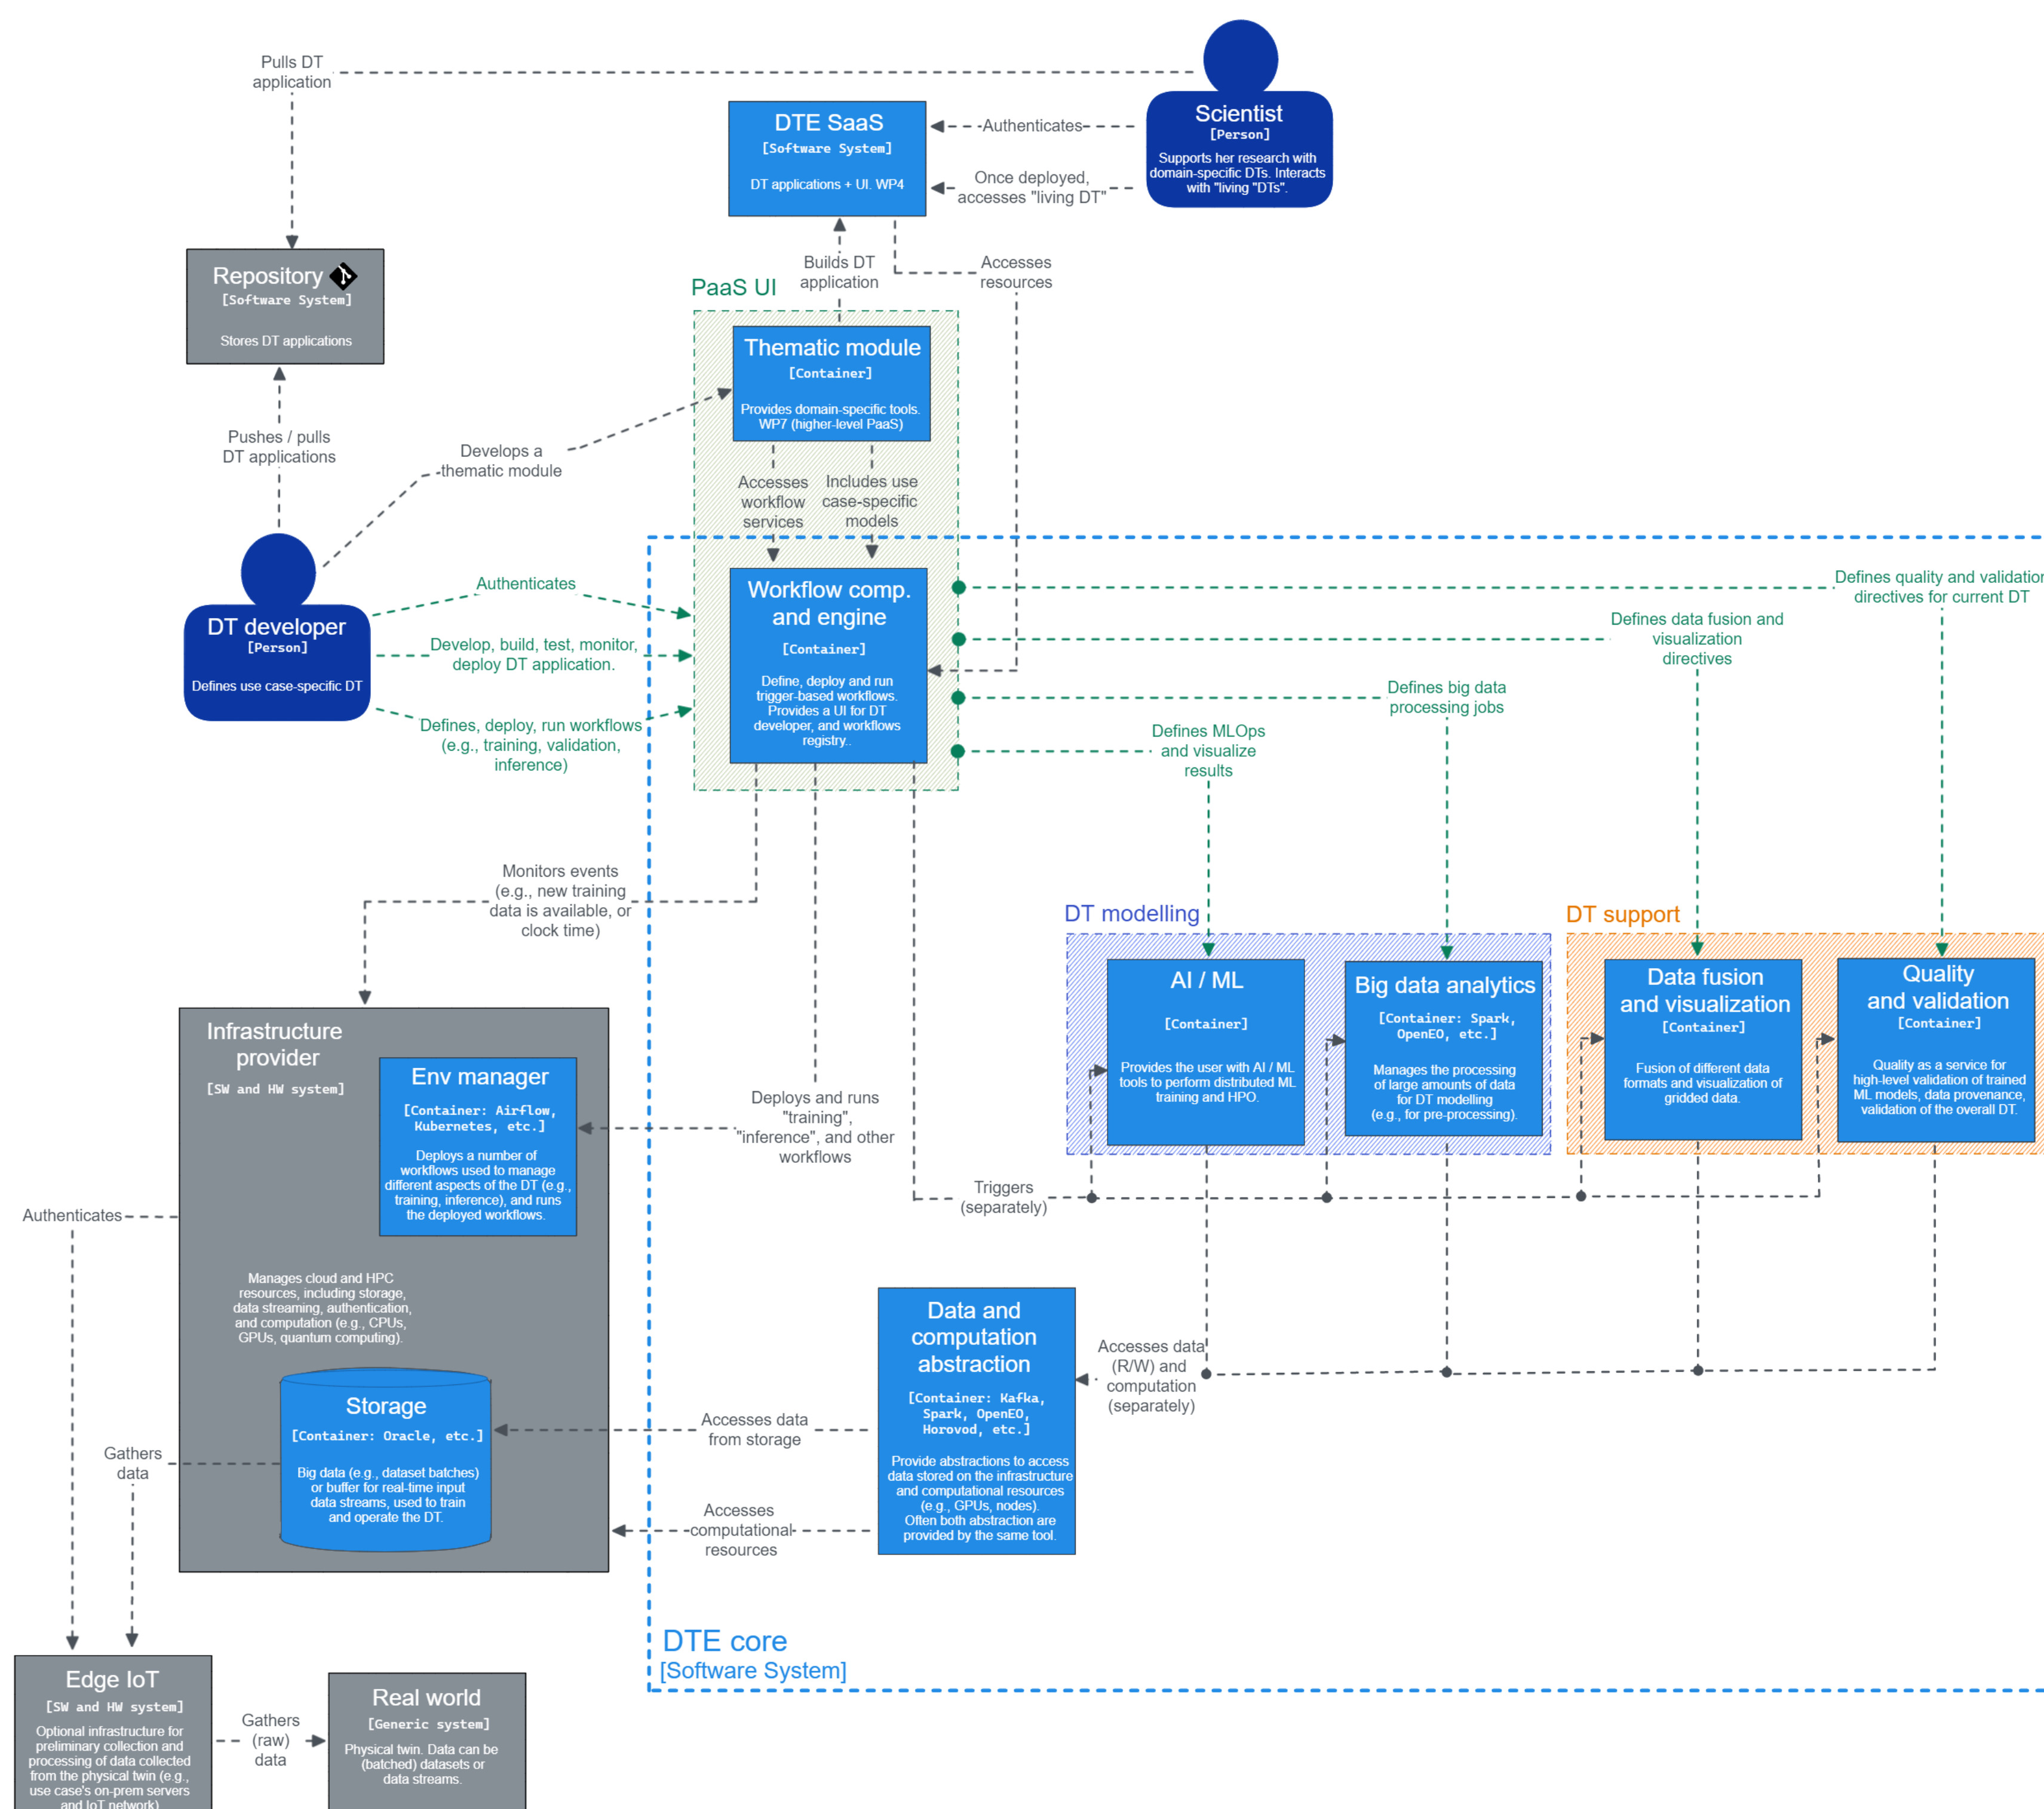 Pulls DT
application
Scientist
[Person]
Supports her research with
domain-specific DTs. Interacts
with "living "DTs".
DTE SaaS
[Software System]
DT applications + UI. WP4
Authenticates
Once deployed,
accesses "living DT"
Repository
[Software System]
Stores DT applications
Builds DT
application
Accesses
resources
PaaS UI
Thematic module
[Container]
Provides domain-specific tools.
WP7 (higher-level PaaS)
Pushes / pulls
DT applications
Develops a
thematic module
Accesses
workflow
services
Includes use
case-specific
models
DT developer
[Person]
Defines use case-specific DT
Authenticates
Develop, build, test, monitor,
deploy DT application.
Defines, deploy, run workflows
(e.g., training, validation,
inference)
Workflow comp.
and engine
[Container]
Define, deploy and run
trigger-based workflows.
Provides a UI for DT
developer, and workflows
registry..
Defines quality and validation
directives for current DT
Defines data fusion and
visualization
directives
Defines big data
processing jobs
Defines MLOps
and visualize
results
Monitors events
(e.g., new training
data is available, or
clock time)
DT modelling
AI / ML
[Container]
Provides the user with AI / ML
tools to perform distributed ML
training and HPO.
Big data analytics
[Container: Spark,
OpenEO, etc.]
Manages the processing
of large amounts of data
for DT modelling
(e.g., for pre-processing).
DT support
Data fusion
and visualization
[Container]
Fusion of different data
formats and visualization of
gridded data.
Quality
and validation
[Container]
Quality as a service for
high-level validation of trained
ML models, data provenance,
validation of the overall DT.
Infrastructure
provider
[SW and HW system]
Env manager
[Container: Airflow,
Kubernetes, etc.]
Deploys a number of
workflows used to manage
different aspects of the DT (e.g.,
training, inference), and runs
the deployed workflows.
Deploys and runs
"training",
"inference", and other
workflows
Triggers
(separately)
Authenticates
Manages cloud and HPC
resources, including storage,
data streaming, authentication,
and computation (e.g., CPUs,
GPUs, quantum computing).
Storage
[Container: Oracle, etc.]
Big data (e.g., dataset batches)
or buffer for real-time input
data streams, used to train
and operate the DT.
Gathers
data
Accesses data
from storage
Accesses
computational
resources
Data and
computation
abstraction
[Container: Kafka,
Spark, OpenEO,
Horovod, etc.]
Provide abstractions to access
data stored on the infrastructure
and computational resources
(e.g., GPUs, nodes).
Often both abstraction are
provided by the same tool.
Accesses data
(R/W) and
computation
(separately)
DTE core
[Software System]
Edge IoT
[SW and HW system]
Optional infrastructure for
preliminary collection and
processing of data collected
from the physical twin (e.g.,
use case's on-prem servers
and IoT network)
Gathers
(raw)
data
Real world
[Generic system]
Physical twin. Data can be
(batched) datasets or
data streams.